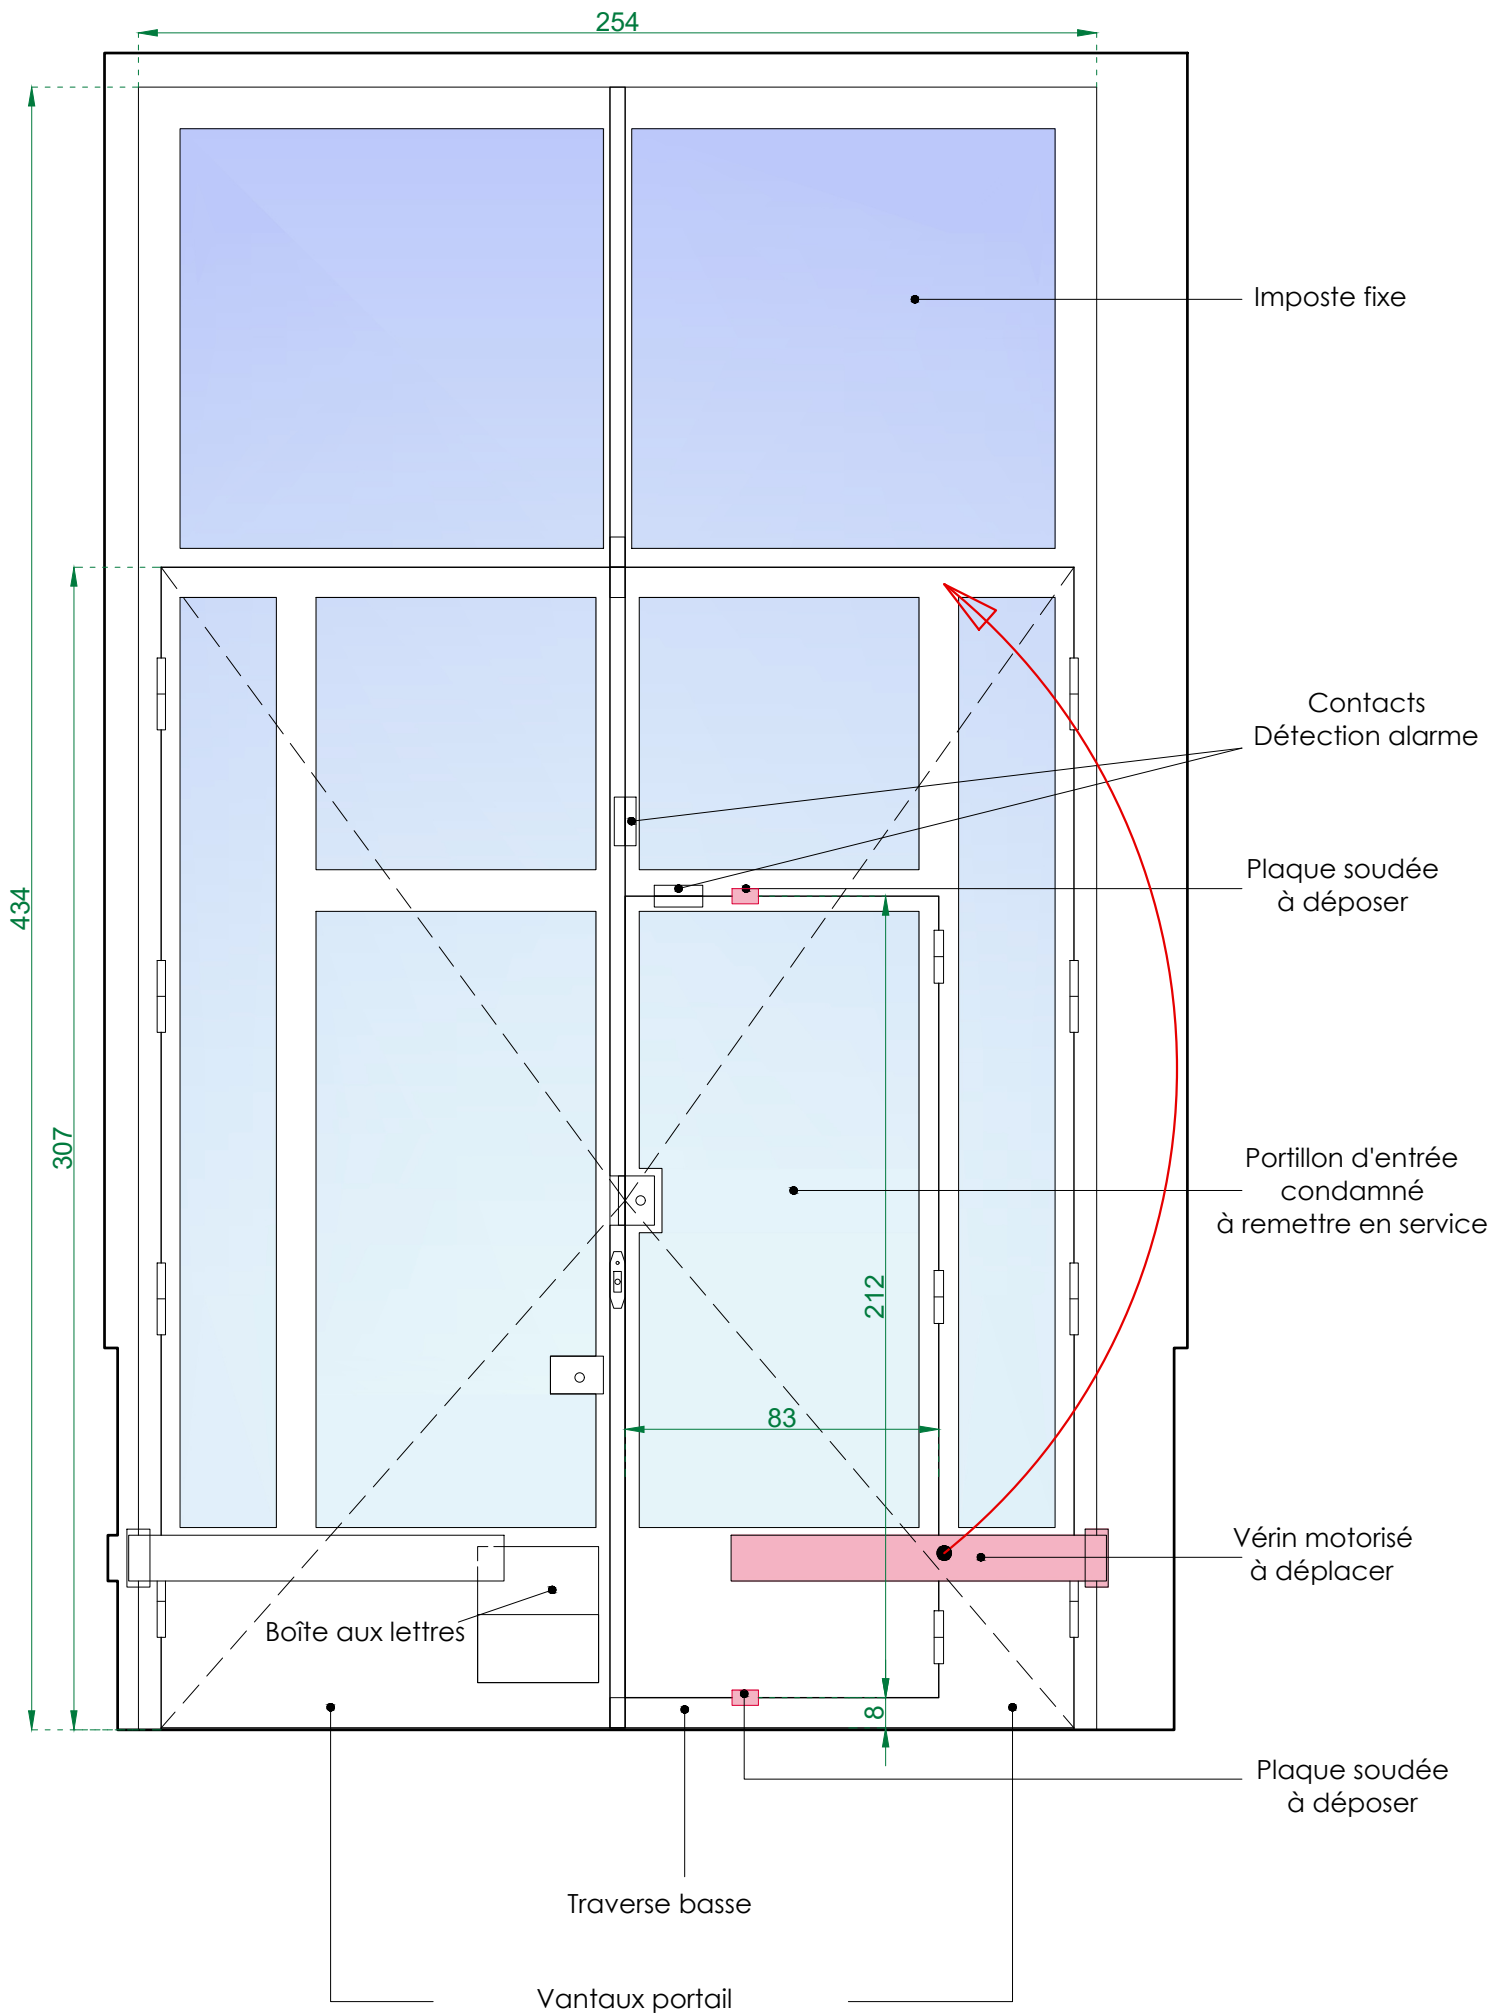 254
Imposte fixe
Contacts
Détection alarme
Plaque soudée
à déposer
434
307
Portillon d'entrée
condamné
à remettre en service
212
83
Vérin motorisé
à déplacer
Boîte aux lettres
8
Plaque soudée
à déposer
Traverse basse
Vantaux portail